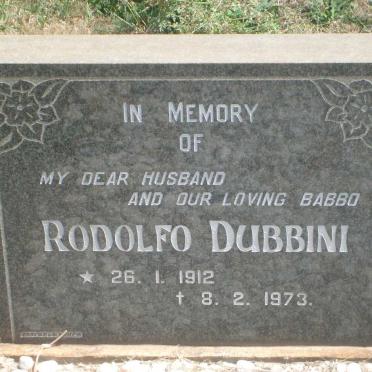 IN MEMORY
OF
MY DEAR HUSBAND
AND OUR LOVING BABBO
RODOLFO DUBBINI
★ 26. 1. 1912
† 8. 2. 1973.